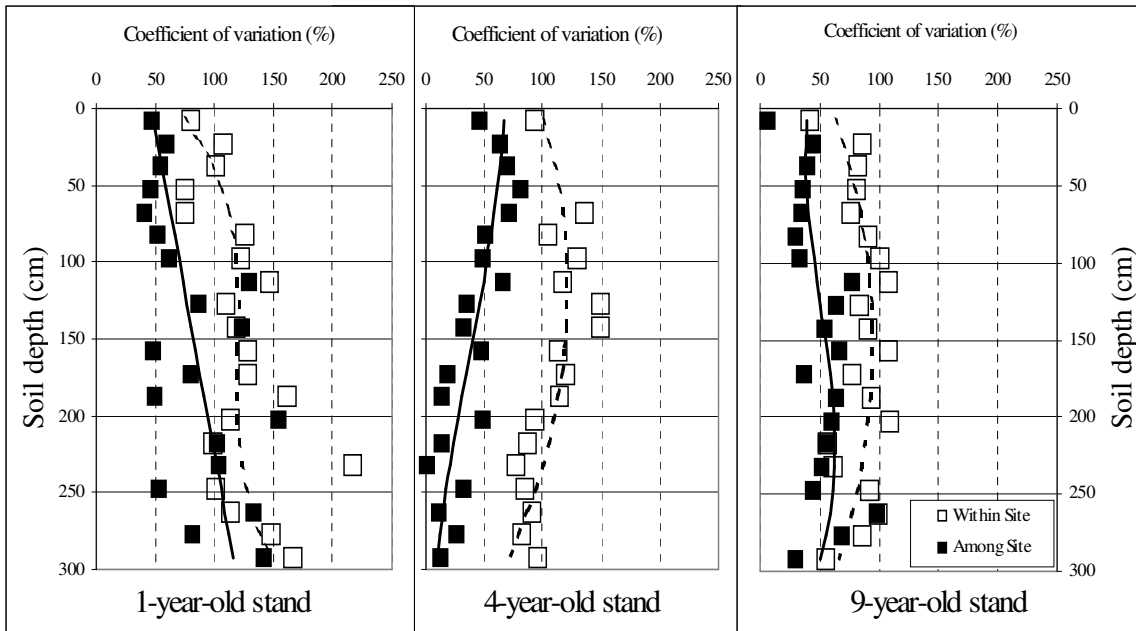 Coefficient of variation (%)
Coefficient of variation (%)
Coefficient of variation (%)
0 50 100 150 200 250
0 50 100 150 200 250
0 50 100 150 200 250
0
50
100
150
200
250
300
Soil depth (cm)
0
50
100
150
200
250
300
Soil depth (cm)
Within Site
Among Site
1-year-old stand
4-year-old stand
9-year-old stand